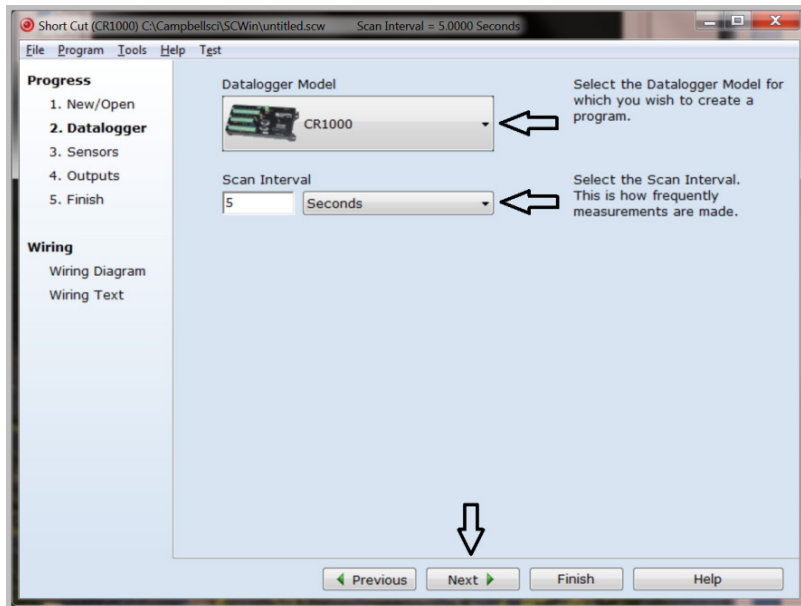 Short Cut (CR1000) C:\Campbellsci\SCWin\untitled.scw Scan Interval = 5.0000 Seconds
File Program Tools Help Test
Progress
1. New/Open
2. Datalogger
3. Sensors
4. Outputs
5. Finish
Wiring
Wiring Diagram
Wiring Text
Datalogger Model
CR1000
Select the Datalogger Model for
which you wish to create a
program.
Scan Interval
5 Seconds
Select the Scan Interval.
This is how frequently
measurements are made.
Previous Next Finish Help